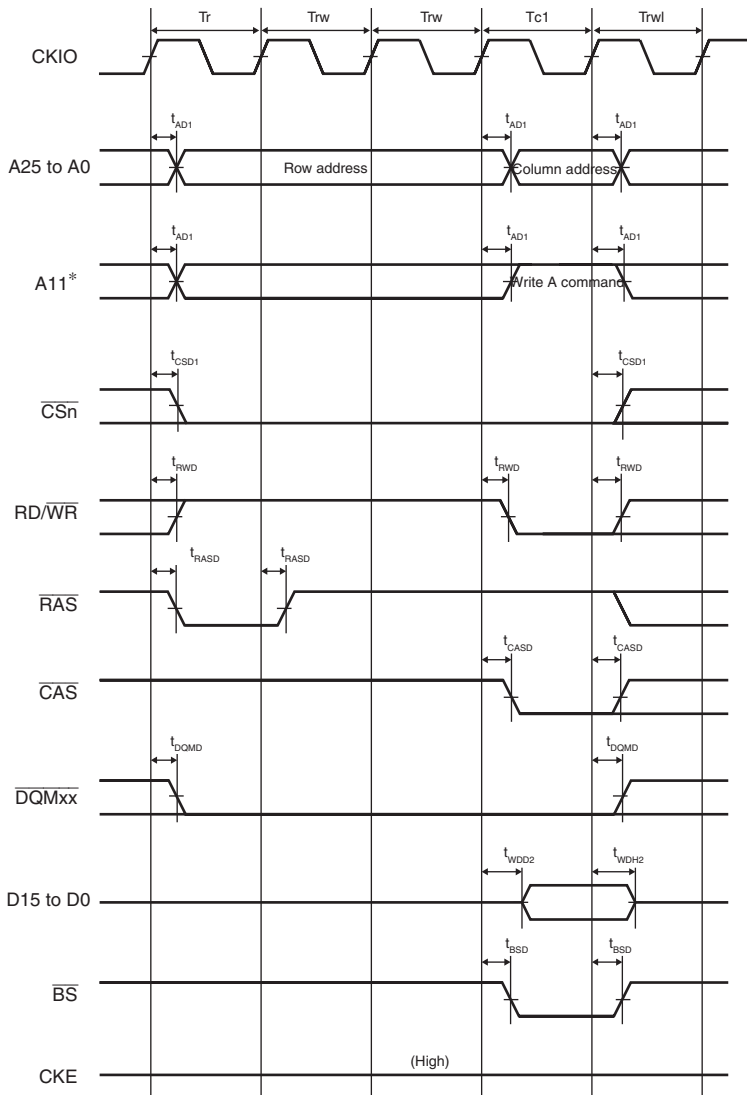 Tr Trw Trw Tc1 Trwl
CKIO
tAD1 tAD1 tAD1
A25 to A0 Row address Column address
tAD1 tAD1 tAD1
A11* Write A command
tCSD1 tCSD1
CSn
tRWD tRWD tRWD
RD/WR
tRASD tRASD
RAS
tCASD tCASD
CAS
tDQMD tDQMD
DQMxx
tWDD2 tWDH2
D15 to D0
tBSD tBSD
BS
(High)
CKE